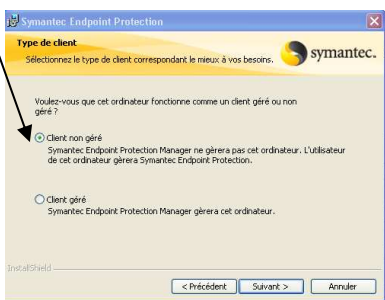 Symantec Endpoint Protection
Type de client
Sélectionnez le type de client correspondant le mieux à vos besoins.
symantec.
Voulez-vous que cet ordinateur fonctionne comme un client géré ou non
géré ?
Client non géré
Symantec Endpoint Protection Manager ne gèrera pas cet ordinateur. L'utilisateur
de cet ordinateur gèrera Symantec Endpoint Protection.
Client géré
Symantec Endpoint Protection Manager gèrera cet ordinateur.
InstallShield
< Précédent Suivant > Annuler